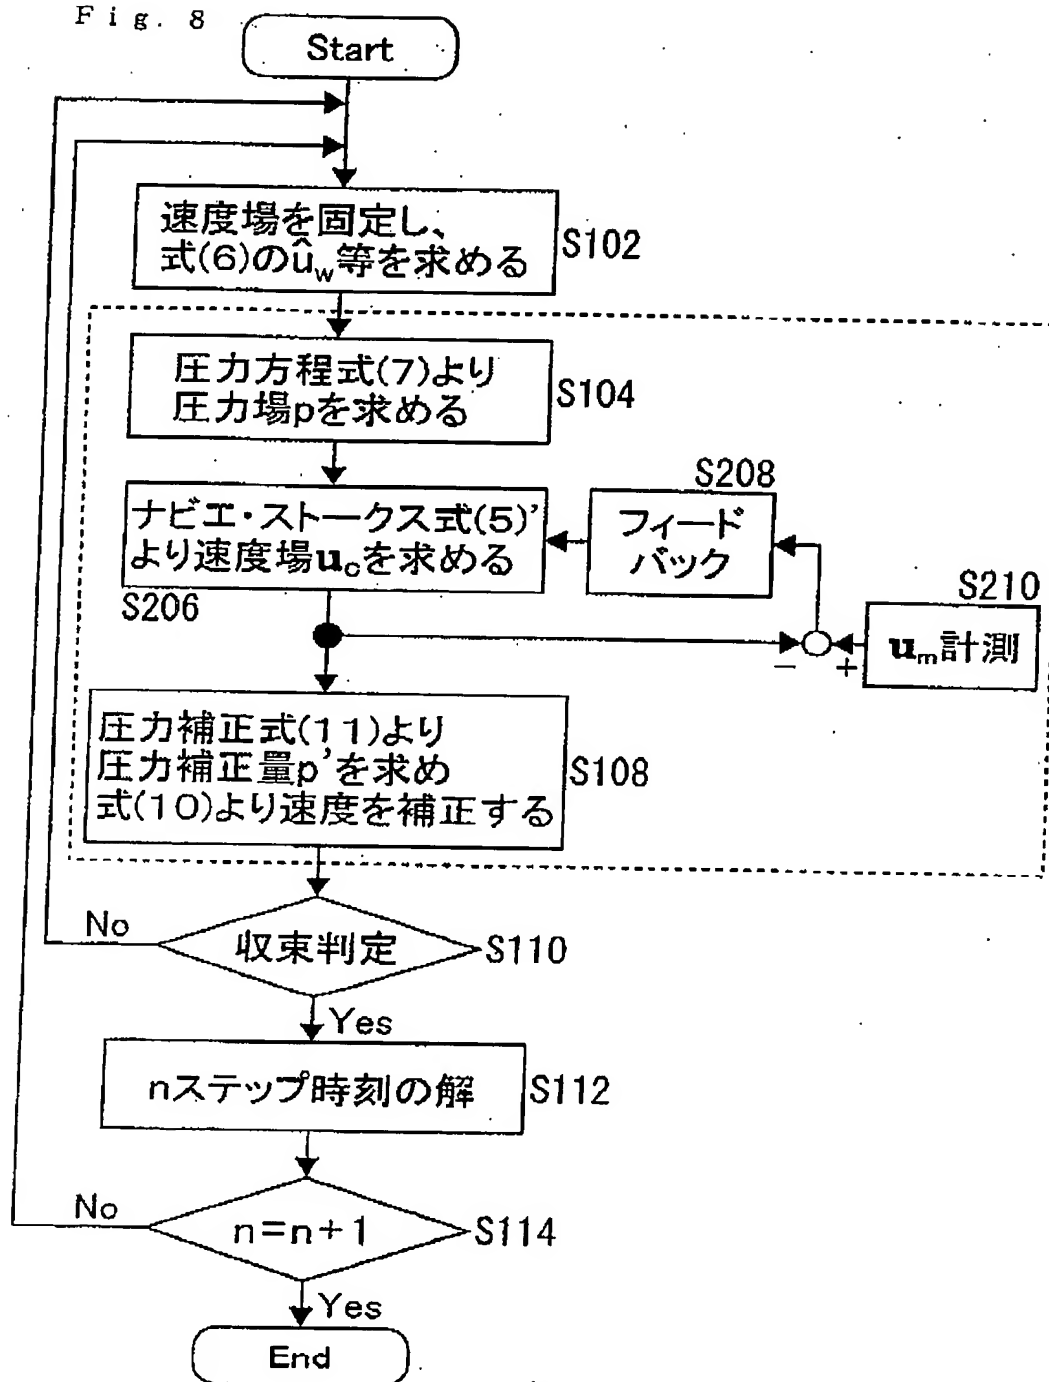 Fig. 8
Start
速度場を固定し、
式(6)のû_w等を求める
S102
圧力方程式(7)より
圧力場pを求める
S104
S208
ナビエ・ストークス式(5)'
より速度場u_c を求める
フィード
バック
S206
S210
u_m計測
－
＋
圧力補正式(11)より
圧力補正量p'を求め
式(10)より速度を補正する
S108
No
収束判定
S110
Yes
nステップ時刻の解
S112
No
n=n+1
S114
Yes
End